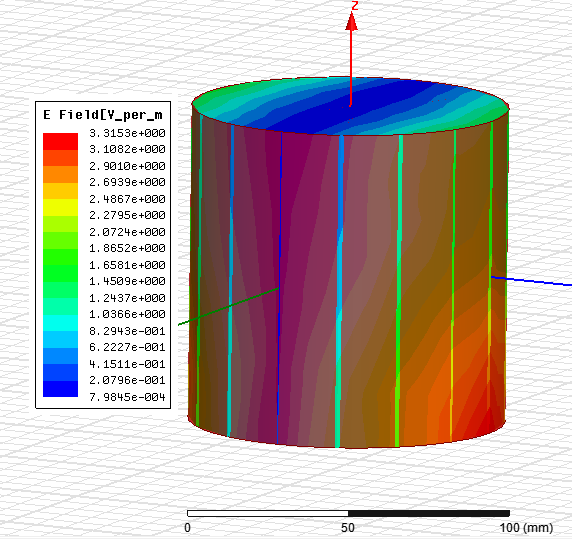 Z
E Field[V_per_m
3.3153e+000
3.1082e+000
2.9010e+000
2.6939e+000
2.4867e+000
2.2795e+000
2.0724e+000
1.8652e+000
1.6581e+000
1.4509e+000
1.2437e+000
1.0366e+000
8.2943e-001
6.2227e-001
4.1511e-001
2.0796e-001
7.9845e-004
0 50 100 (mm)